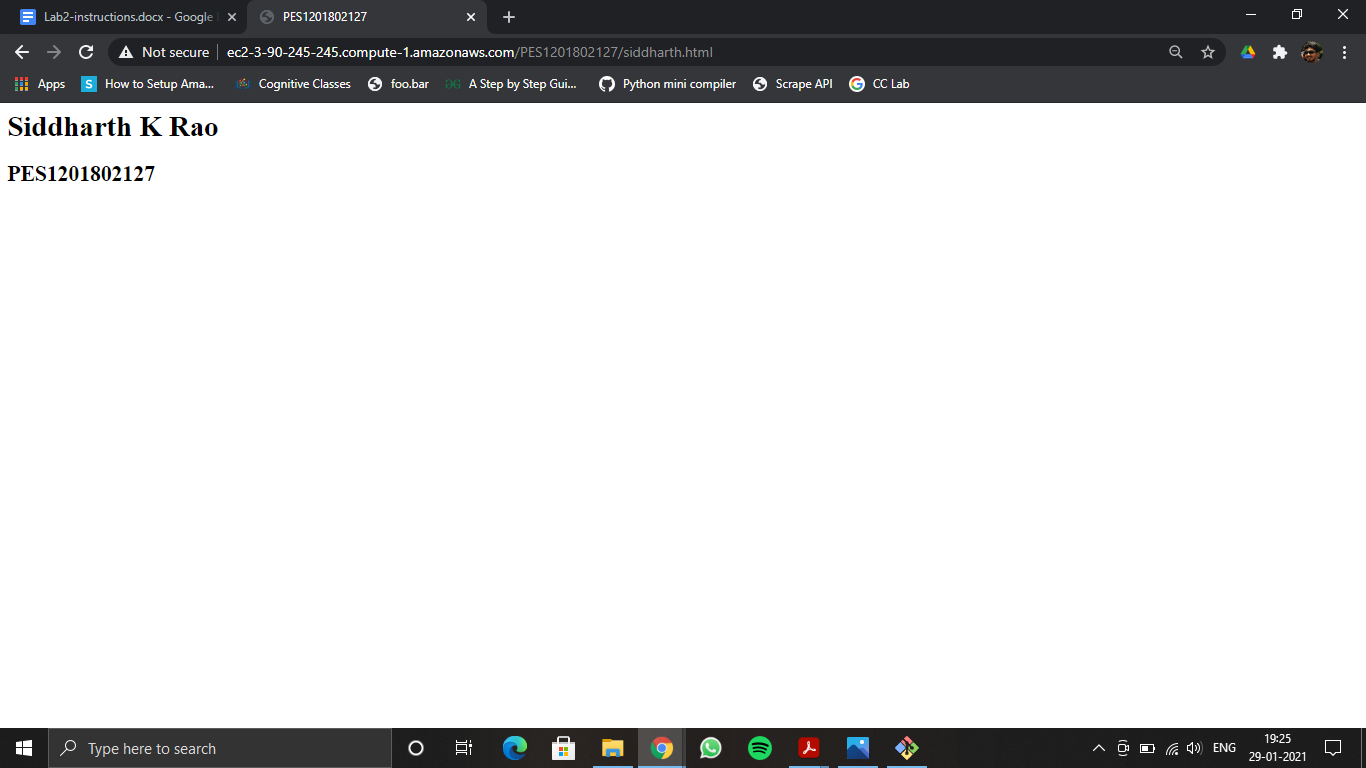 Lab2-instructions.docx - Google
PES1201802127
Not secure
ec2-3-90-245-245.compute-1.amazonaws.com/PES1201802127/siddharth.html
Apps
S
How to Setup Ama...
Cognitive Classes
foo.bar
A Step by Step Gui...
Python mini compiler
Scrape API
CC Lab
Siddharth K Rao
PES1201802127
Type here to search
ENG
19:25
29-01-2021